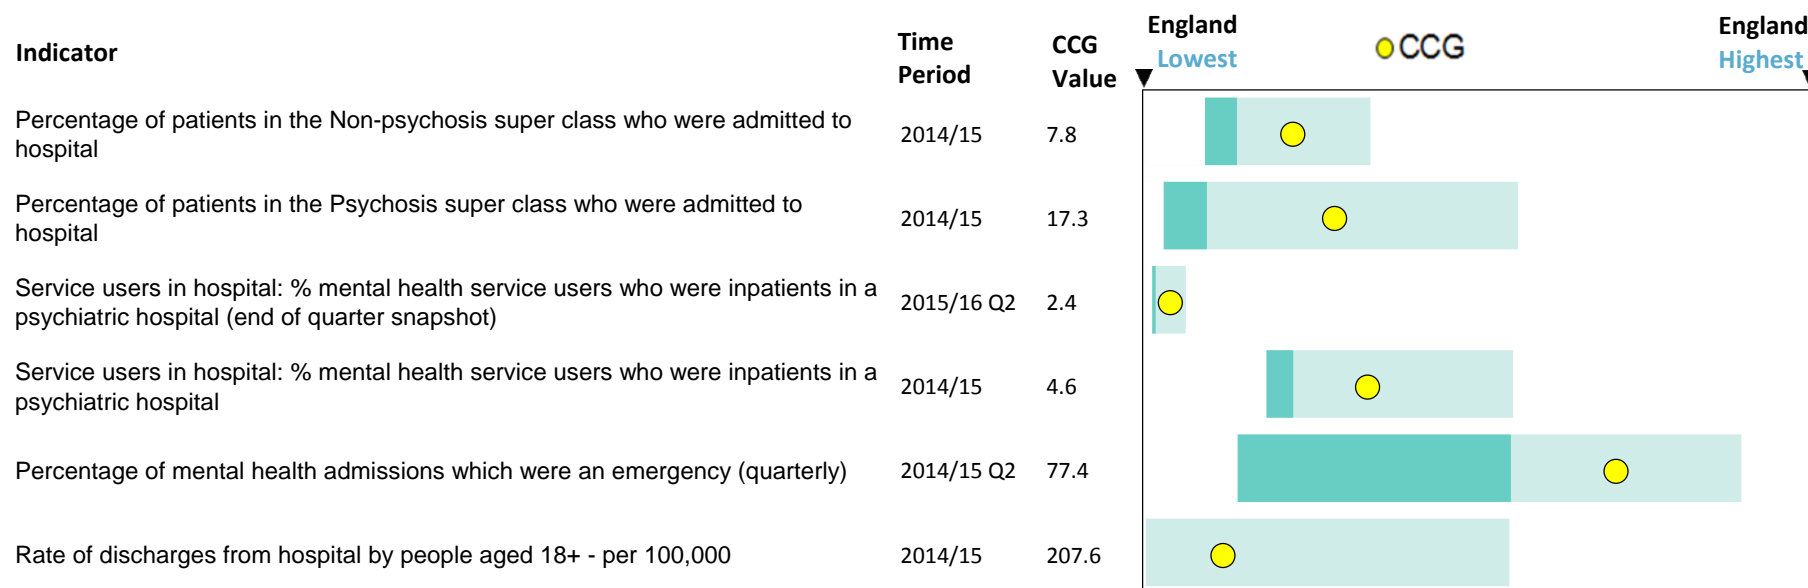 Indicator
Time
Period
CCG
Value
England
Lowest
CCG
England
Highest
Percentage of patients in the Non-psychosis super class who were admitted to
hospital
2014/15
7.8
Percentage of patients in the Psychosis super class who were admitted to
hospital
2014/15
17.3
Service users in hospital: % mental health service users who were inpatients in a
psychiatric hospital (end of quarter snapshot)
2015/16 Q2
2.4
Service users in hospital: % mental health service users who were inpatients in a
psychiatric hospital
2014/15
4.6
Percentage of mental health admissions which were an emergency (quarterly)
2014/15 Q2
77.4
Rate of discharges from hospital by people aged 18+ - per 100,000
2014/15
207.6